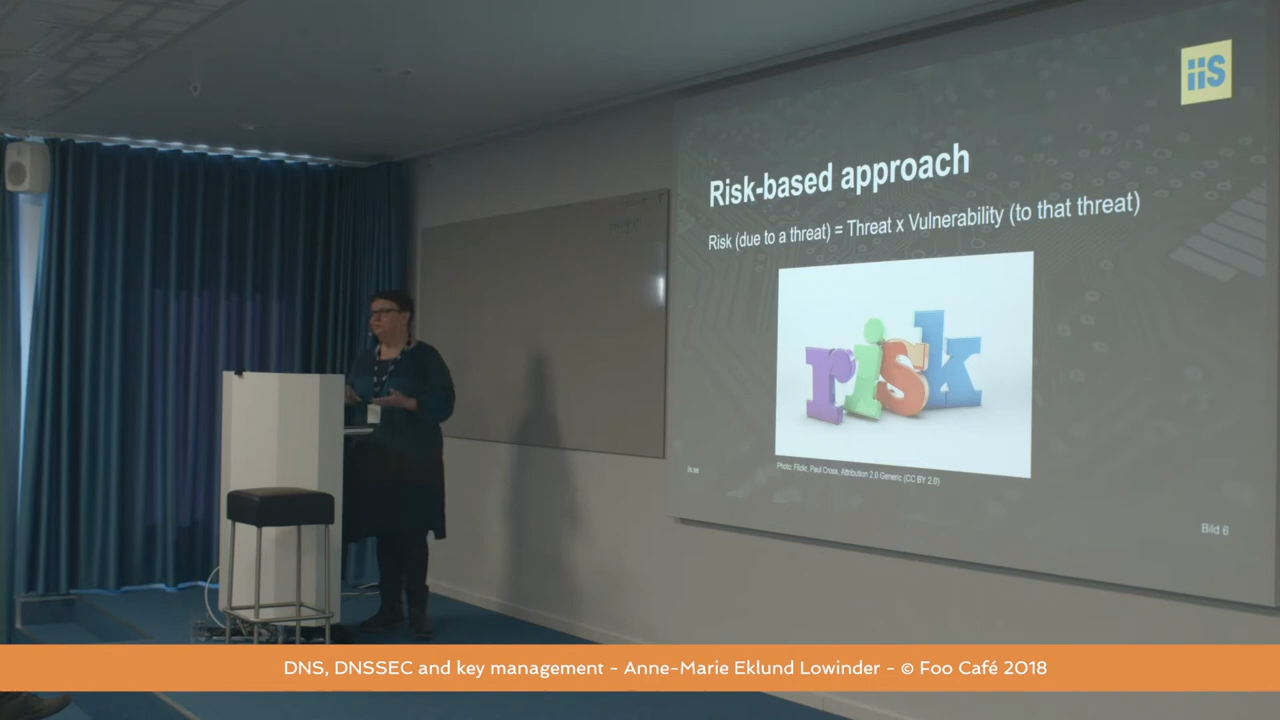 iiS
Risk-based approach
Risk (due to a threat) = Threat x Vulnerability (to that threat)
risk
Photo: Flickr, Paul Cross, Attribution 2.0 Generic (CC BY 2.0)
iis.se
Bild 6
DNS, DNSSEC and key management - Anne-Marie Eklund Lowinder - © Foo Café 2018